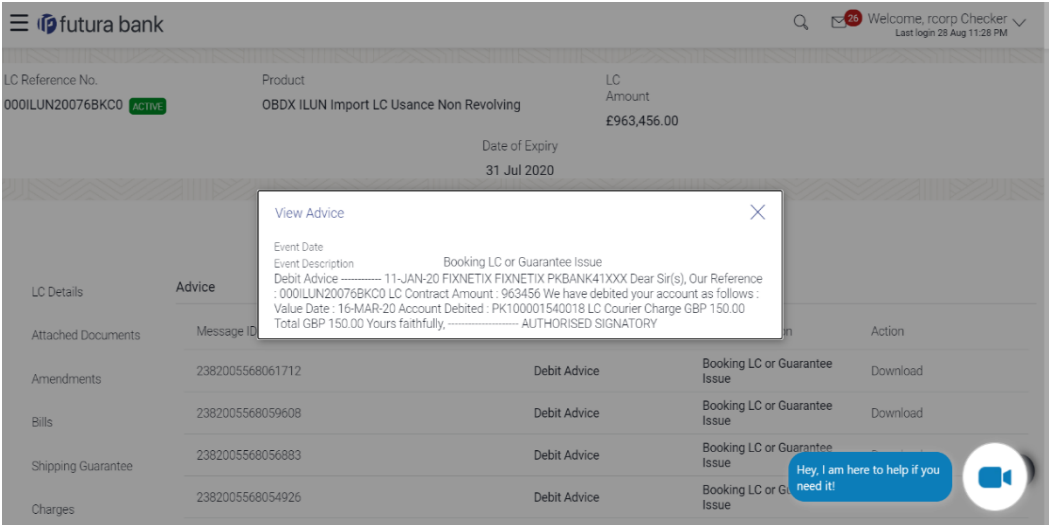 futura bank
26
Welcome, rcorp Checker
Last login 28 Aug 11:28 PM
LC Reference No.
000ILUN20076BKC0 ACTIVE
Product
OBDX ILUN Import LC Usance Non Revolving
LC
Amount
£963,456.00
Date of Expiry
31 Jul 2020
View Advice
Event Date
Event Description Booking LC or Guarantee Issue
Debit Advice ------------ 11-JAN-20 FIXNETIX FIXNETIX PKBANK41XXX Dear Sir(s), Our Reference
: 000ILUN20076BKC0 LC Contract Amount : 963456 We have debited your account as follows :
Value Date : 16-MAR-20 Account Debited : PK100001540018 LC Courier Charge GBP 150.00
Total GBP 150.00 Yours faithfully, --------------------- AUTHORISED SIGNATORY
LC Details
Attached Documents
Amendments
Bills
Shipping Guarantee
Charges
Advice
Message ID Action
2382005568061712 Debit Advice Booking LC or Guarantee
Issue Download
2382005568059608 Debit Advice Booking LC or Guarantee
Issue Download
2382005568056883 Debit Advice Booking LC or Guarantee
Issue
2382005568054926 Debit Advice Booking LC or
Issue
Hey, I am here to help if you
need it!